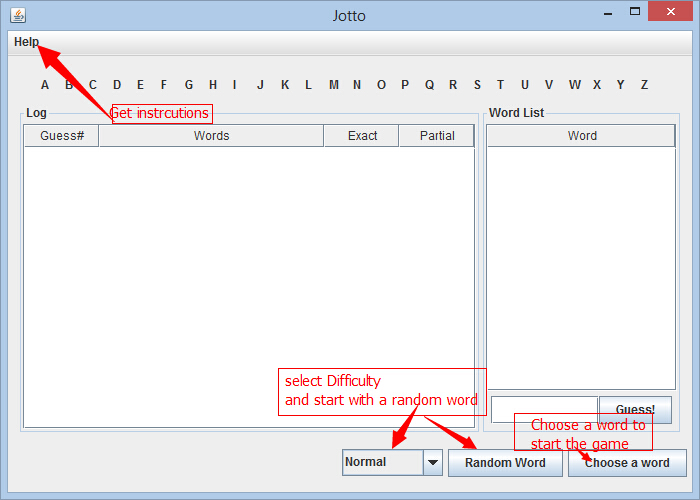 Jotto
Help
A B C D E F G H I J K L M N O P Q R S T U V W X Y Z
Get instrcutions
Log
Word List
Guess# Words Exact Partial
Word
select Difficulty
and start with a random word
Guess!
Choose a word to
start the game
Normal
Random Word
Choose a word